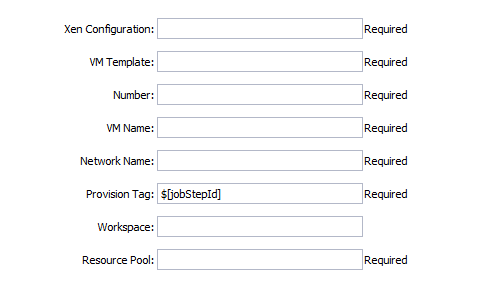 Xen Configuration: Required
VM Template: Required
Number: Required
VM Name: Required
Network Name: Required
Provision Tag: $[jobStepId] Required
Workspace:
Resource Pool: Required